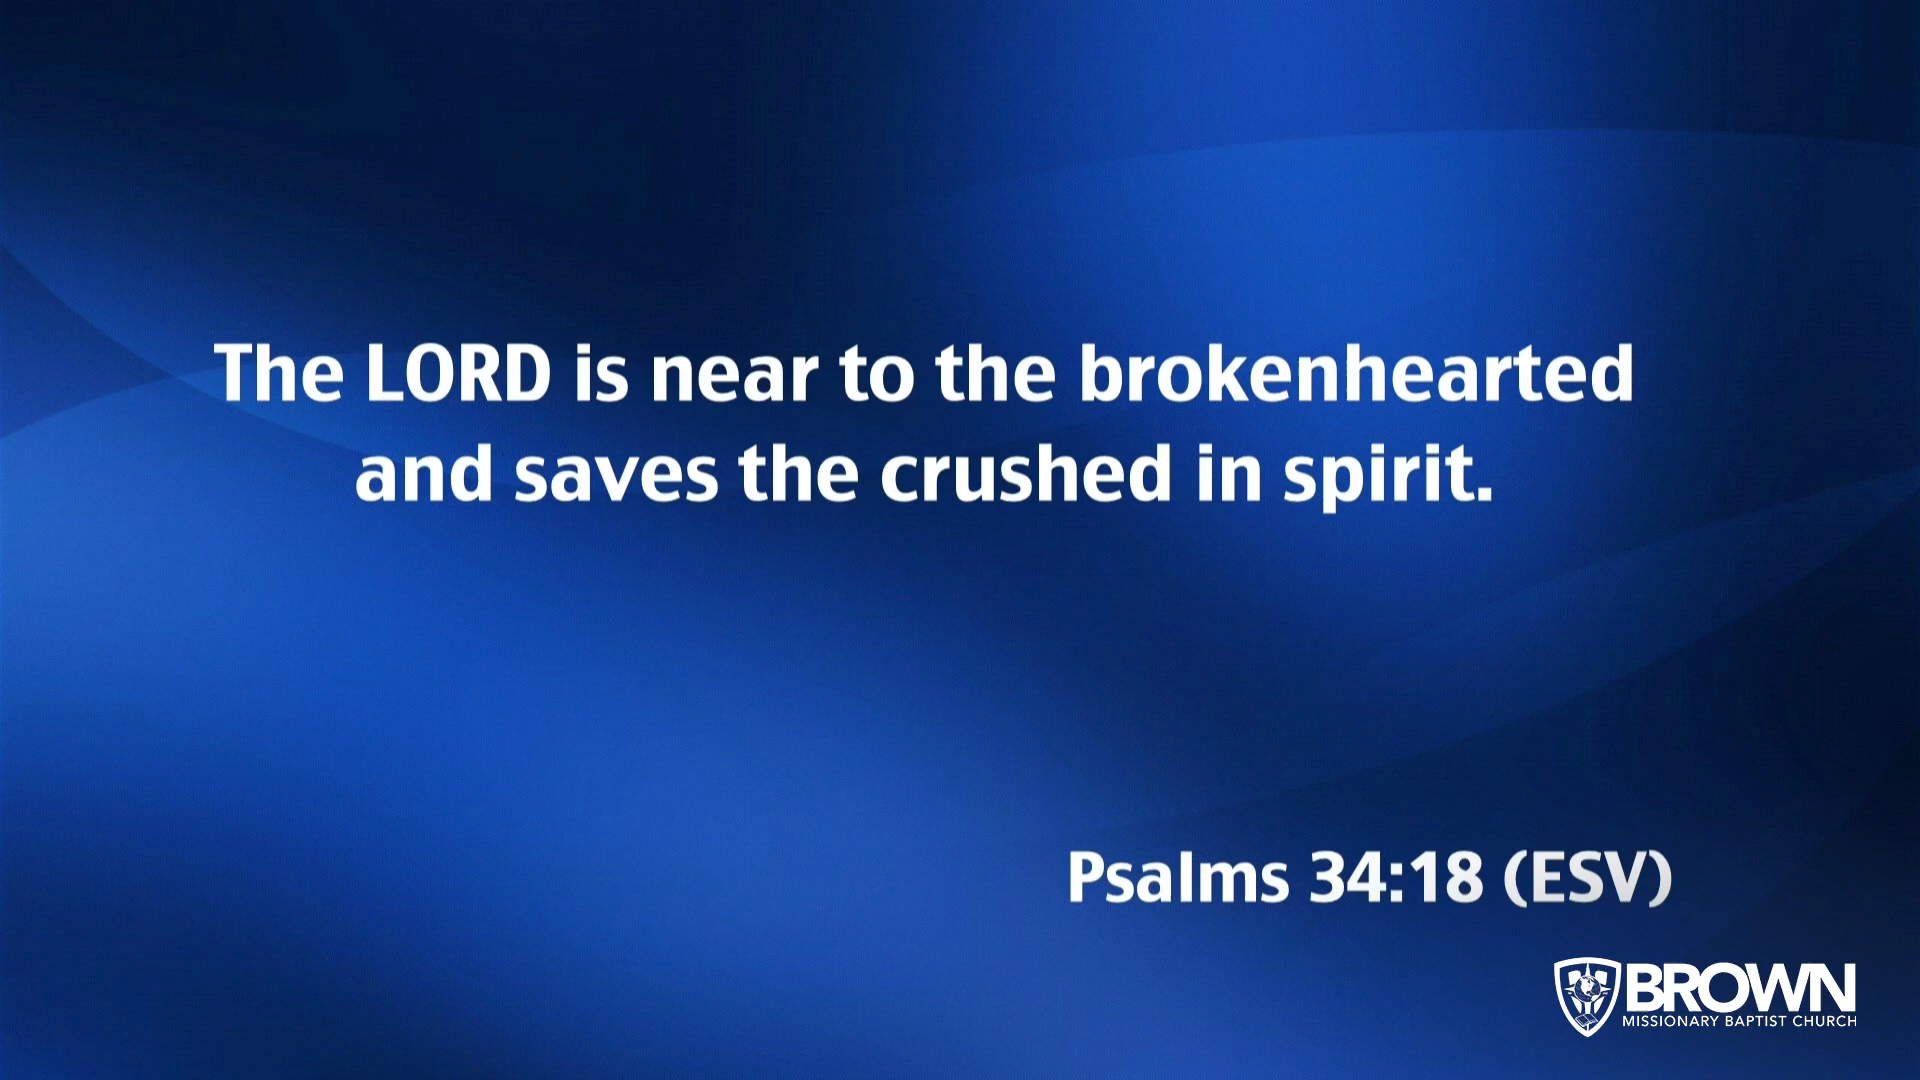 The LORD is near to the brokenhearted
and saves the crushed in spirit.
Psalms 34:18 (ESV)
BROWN
MISSIONARY BAPTIST CHURCH